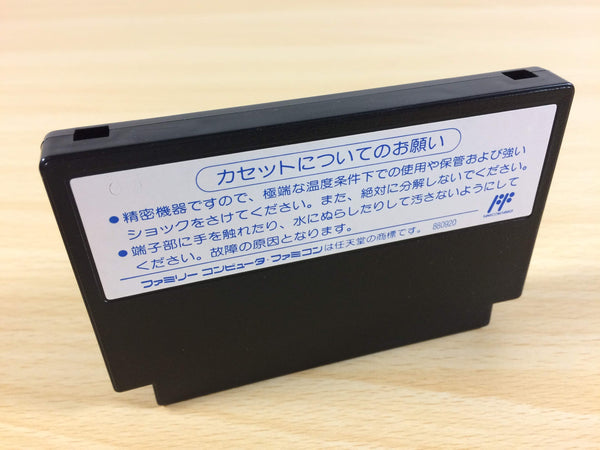 カセットについてのお願い
●精密機器ですので、極端な温度条件下での使用や保管および強い
ショックをさけてください。また、絶対に分解しないでください。
●端子部に手を触れたり、水にぬらしたりして汚さないようにして
ください。故障の原因となります。
ファミリーコンピュータ・ファミコンは任天堂の商標です。 880920